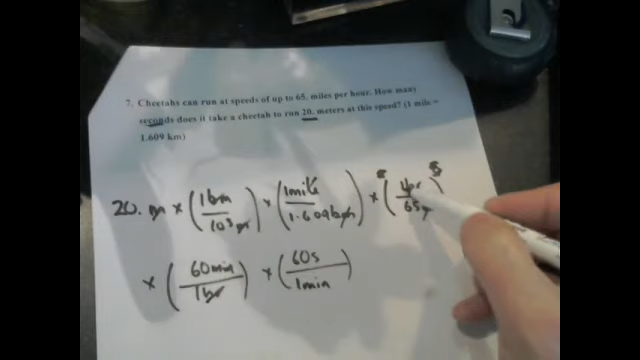 7. Cheetahs can run at speeds of up to 65. miles per hour. How many
seconds does it take a cheetah to run 20. meters at this speed? (1 mile =
1.609 km)
20. m × (1km/10³m) × (1mile/1.609km) × (1hr/65
× (60min/1hr) × (60s/1min)